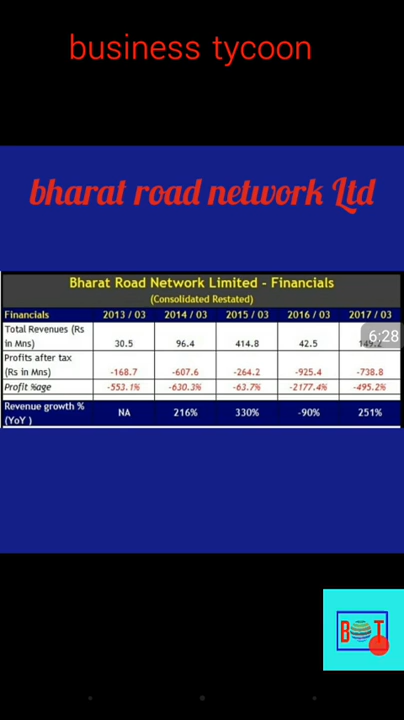 business tycoon
bharat road network Ltd
Bharat Road Network Limited - Financials
(Consolidated Restated)
Financials 2013 / 03 2014 / 03 2015 / 03 2016 / 03 2017 / 03
Total Revenues (Rs
in Mns) 30.5 96.4 414.8 42.5
6:28
Profits after tax
(Rs in Mns) -168.7 -607.6 -264.2 -925.4 -738.8
Profit %age -553.1% -630.3% -63.7% -2177.4% -495.2%
Revenue growth %
(YoY ) NA 216% 330% -90% 251%